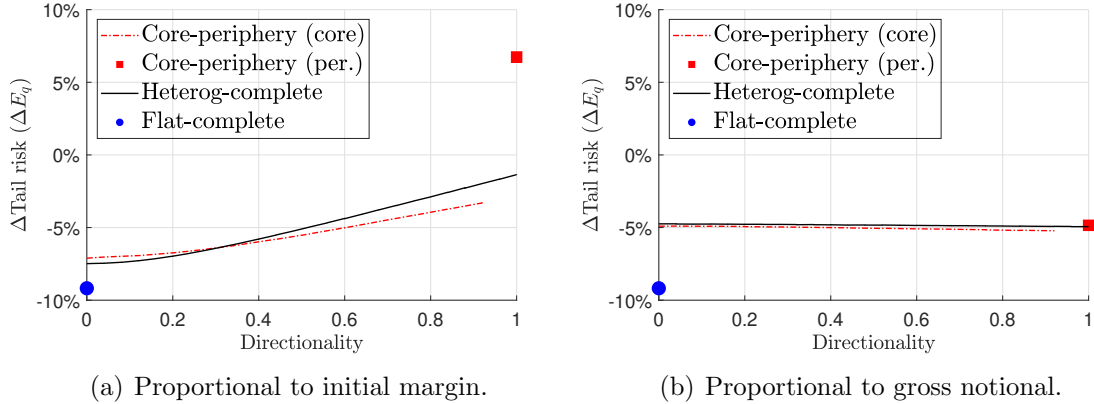 10%
5%
0%
-5%
-10%
ΔTail risk (ΔE_q)
Core-periphery (core)
Core-periphery (per.)
Heterog-complete
Flat-complete
0 0.2 0.4 0.6 0.8 1
Directionality
(a) Proportional to initial margin.
10%
5%
0%
-5%
-10%
ΔTail risk (ΔE_q)
Core-periphery (core)
Core-periphery (per.)
Heterog-complete
Flat-complete
0 0.2 0.4 0.6 0.8 1
Directionality
(b) Proportional to gross notional.